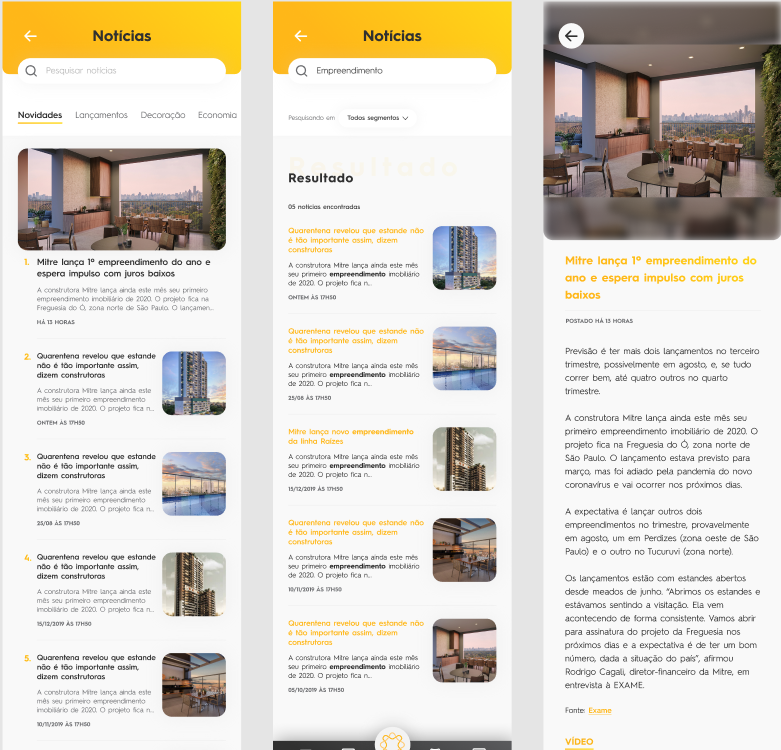 Notícias
Pesquisar notícias
Novidades Lançamentos Decoração Economia
1. Mitre lança 1º empreendimento do ano e
espera impulso com juros baixos
A construtora Mitre lança ainda este mês seu primeiro
empreendimento imobiliário de 2020. O projeto fica na
Freguesia do Ó, zona norte de São Paulo. O lançamen...
HÁ 13 HORAS
2. Quarentena revelou que estande
não é tão importante assim,
dizem construtoras
A construtora Mitre lança ainda este
mês seu primeiro empreendimento
imobiliário de 2020. O projeto fica n...
ONTEM ÀS 17H50
3. Quarentena revelou que estande
não é tão importante assim,
dizem construtoras
A construtora Mitre lança ainda este
mês seu primeiro empreendimento
imobiliário de 2020. O projeto fica n...
25/08 ÀS 17H50
4. Quarentena revelou que estande
não é tão importante assim,
dizem construtoras
A construtora Mitre lança ainda este
mês seu primeiro empreendimento
imobiliário de 2020. O projeto fica n...
15/12/2019 ÀS 17H50
5. Quarentena revelou que estande
não é tão importante assim,
dizem construtoras
A construtora Mitre lança ainda este
mês seu primeiro empreendimento
imobiliário de 2020. O projeto fica n...
10/11/2019 ÀS 17H50
Notícias
Empreendimento
Pesquisando em Todos segmentos
Resultado
Resultado
05 notícias encontradas
Quarentena revelou que estande não
é tão importante assim, dizem
construtoras
A construtora Mitre lança ainda este mês
seu primeiro empreendimento imobiliário
de 2020. O projeto fica n...
ONTEM ÀS 17H50
Quarentena revelou que estande não
é tão importante assim, dizem
construtoras
A construtora Mitre lança ainda este mês
seu primeiro empreendimento imobiliário
de 2020. O projeto fica n...
25/08 ÀS 17H50
Mitre lança novo empreendimento
da linha Raízes
A construtora Mitre lança ainda este mês
seu primeiro empreendimento imobiliário
de 2020. O projeto fica n...
15/12/2019 ÀS 17H50
Quarentena revelou que estande não
é tão importante assim, dizem
construtoras
A construtora Mitre lança ainda este mês
seu primeiro empreendimento imobiliário
de 2020. O projeto fica n...
10/11/2019 ÀS 17H50
Quarentena revelou que estande não
é tão importante assim, dizem
construtoras
A construtora Mitre lança ainda este mês
seu primeiro empreendimento imobiliário
de 2020. O projeto fica n...
05/10/2019 ÀS 17H50
Mitre lança 1º empreendimento do
ano e espera impulso com juros
baixos
POSTADO HÁ 13 HORAS
Previsão é ter mais dois lançamentos no terceiro
trimestre, possivelmente em agosto, e, se tudo
correr bem, até quatro outros no quarto
trimestre.
A construtora Mitre lança ainda este mês seu
primeiro empreendimento imobiliário de 2020. O
projeto fica na Freguesia do Ó, zona norte de
São Paulo. O lançamento estava previsto para
março, mas foi adiado pela pandemia do novo
coronavírus e vai ocorrer nos próximos dias.
A expectativa é lançar outros dois
empreendimentos no trimestre, provavelmente
em agosto, um em Perdizes (zona oeste de São
Paulo) e o outro no Tucuruvi (zona norte).
Os lançamentos estão com estandes abertos
desde meados de junho. “Abrimos os estandes e
estávamos sentindo a visitação. Ela vem
acontecendo de forma consistente. Vamos abrir
para assinatura do projeto da Freguesia nos
próximos dias e a expectativa é de ter um bom
número, dada a situação do país”, afirmou
Rodrigo Cagali, diretor-financeiro da Mitre, em
entrevista à EXAME.
Fonte: Exame
VÍDEO